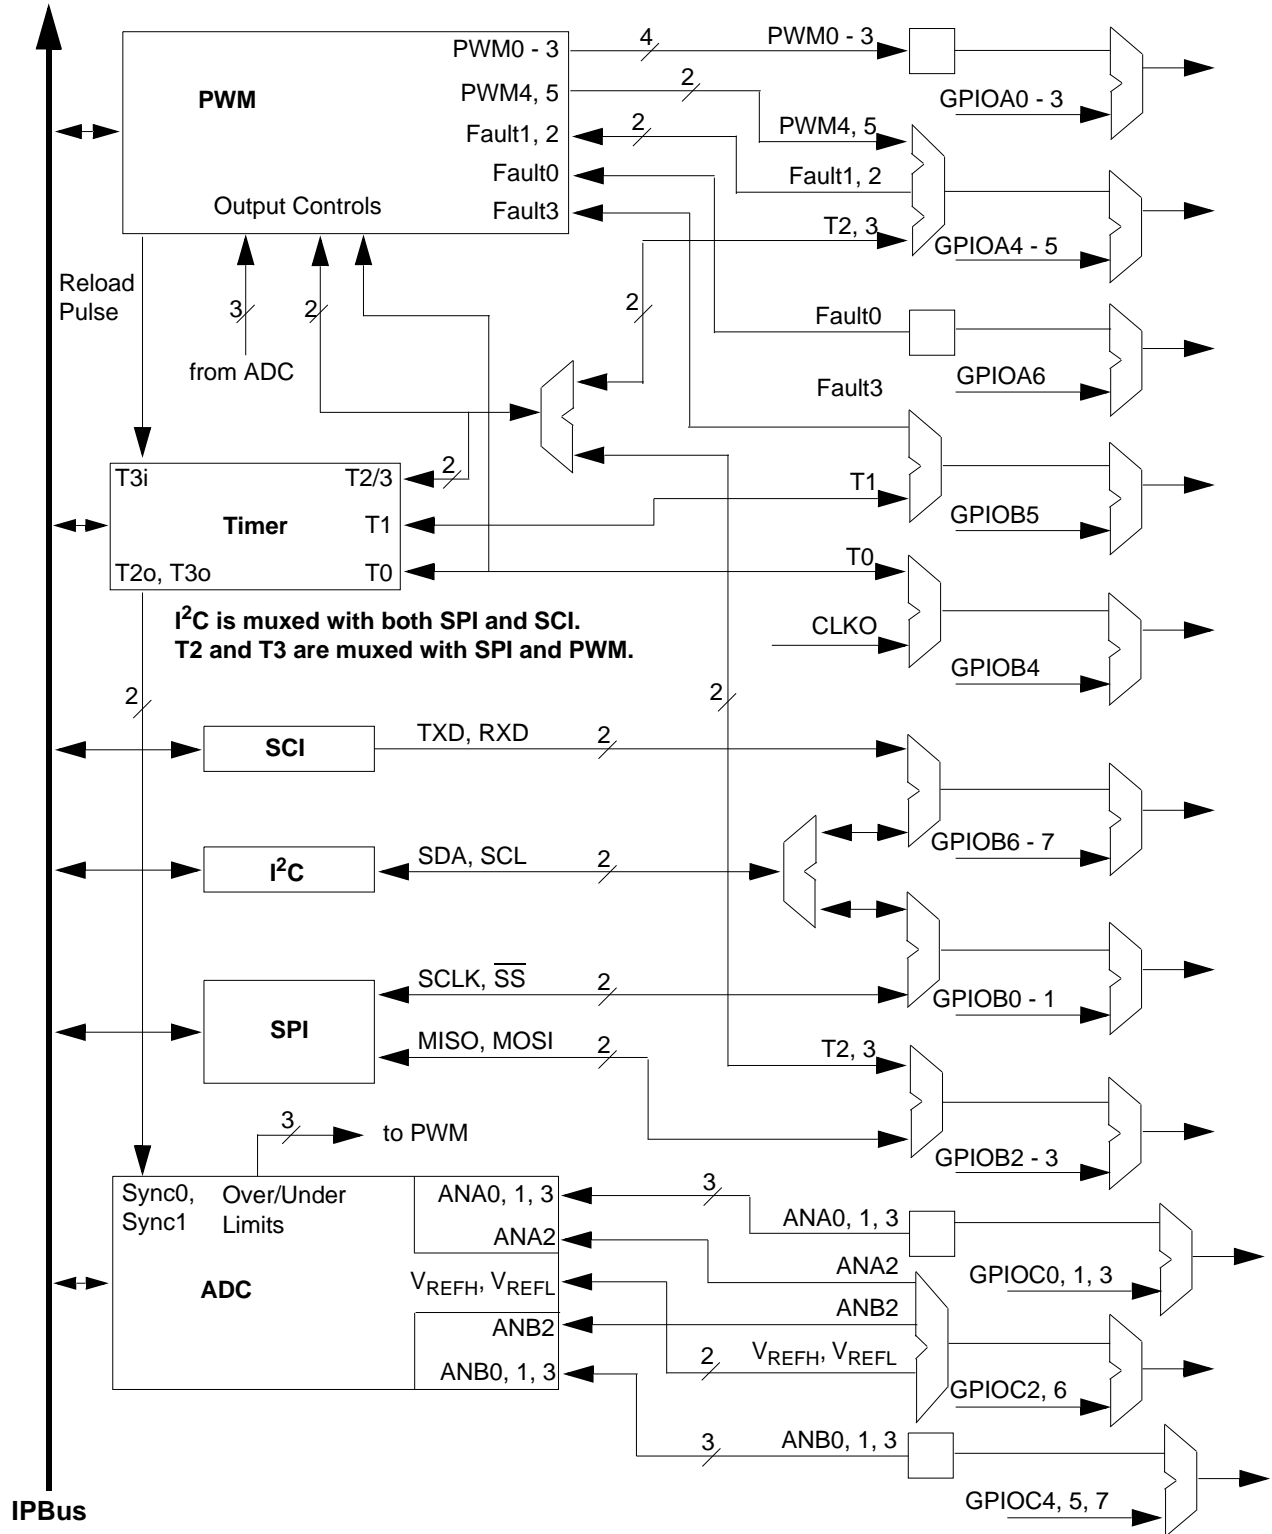 PWM0 - 3
4
PWM0 - 3
PWM
PWM4, 5
2
GPIOA0 - 3
Fault1, 2
2
PWM4, 5
Fault0
Fault1, 2
Output Controls
Fault3
T2, 3
GPIOA4 - 5
Reload
Pulse
3
2
2
Fault0
from ADC
GPIOA6
Fault3
T3i
T2/3
2
T1
Timer
T1
GPIOB5
T2o, T3o
T0
T0
I²C is muxed with both SPI and SCI.
T2 and T3 are muxed with SPI and PWM.
CLKO
GPIOB4
2
2
SCI
TXD, RXD
2
GPIOB6 - 7
I²C
SDA, SCL
2
SCLK, S̅S̅
2
GPIOB0 - 1
SPI
MISO, MOSI
2
T2, 3
3
to PWM
GPIOB2 - 3
Sync0,
Sync1
Over/Under
Limits
ANA0, 1, 3
3
ANA0, 1, 3
ANA2
ANA2
GPIOC0, 1, 3
ADC
VREFH, VREFL
ANB2
ANB2
2
VREFH, VREFL
ANB0, 1, 3
GPIOC2, 6
3
ANB0, 1, 3
GPIOC4, 5, 7
IPBus